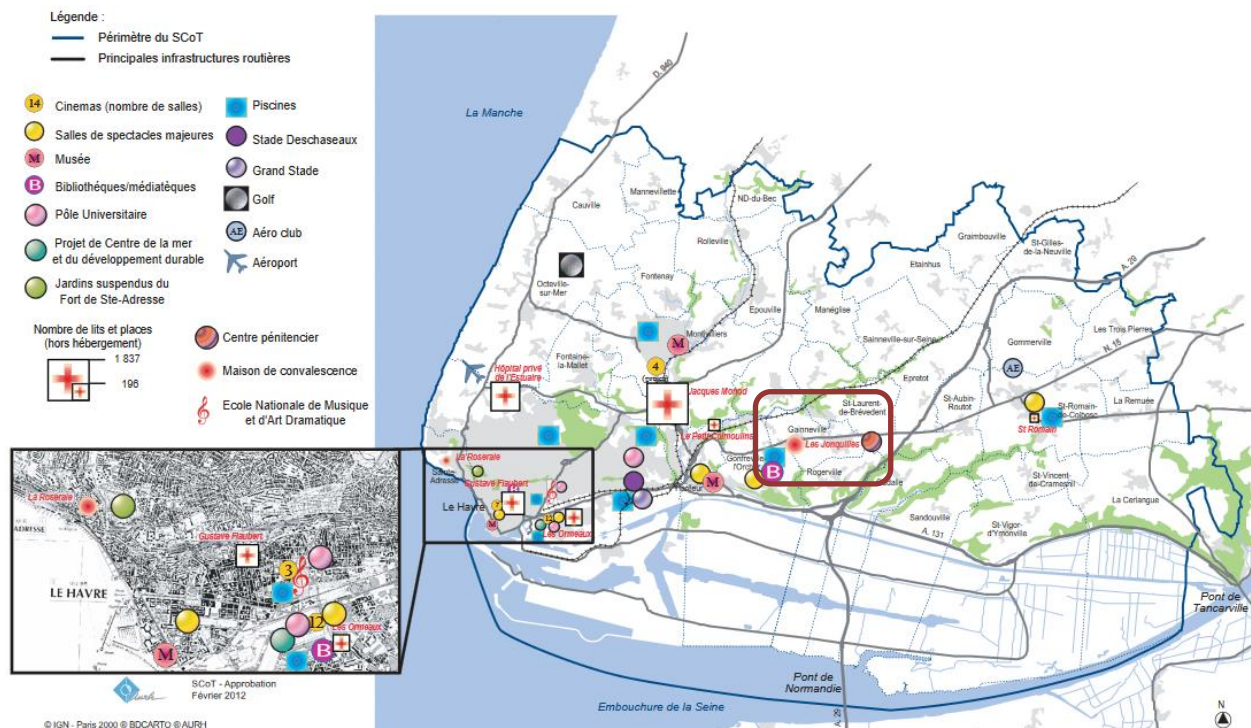 Légende :
Périmètre du SCoT
Principales infrastructures routières
14 Cinemas (nombre de salles)
Salles de spectacles majeures
M Musée
B Bibliothéques/médiatèques
Pôle Universitaire
Projet de Centre de la mer
et du développement durable
Jardins suspendus du
Fort de Ste-Adresse
Piscines
Stade Deschaseaux
Grand Stade
Golf
AE Aéro club
Aéroport
Nombre de lits et places
(hors hébergement)
1 837
196
Centre pénitencier
Maison de convalescence
Ecole Nationale de Musique
et d'Art Dramatique
La Manche
D. 940
Cauville
Mannevillette
ND-du-Bec
Rolleville
Graimbouville
St-Gilles-
de-la-Neuville
Etainhus
A. 29
Octeville-
sur-Mer
Fontenay
Epouville
Manéglise
Montivilliers
M
Sainneville-sur-Seine
Gommerville
Les Trois Pierres
N. 15
Fontaine-
la-Mallet
4
AE
Hôpital privé
de l'Estuaire
Jacques Monod
Epretot
St-Laurent-
de-Brévedent
St-Aubin-
Routot
La Remuée
St-Romain-
de-Colbosc
St Romain
Gainneville
Les Jonquilles
Gonfreville-
l'Orcher
B
Rogerville
M
Harfleur
La Roseraie
Sainte
Adresse
Gustave Flaubert
Le Havre
M
Les Ormeaux
St-Vincent-
de-Cramesnil
La Cerlangue
Sandouville
St-Vigor-
d'Ymonville
A. 131
Pont de
Tancarville
Pont de
Normandie
A. 29
Embouchure de la Seine
N
La Roseraie
ADRESSE
Gustave Flaubert
3
LE HAVRE
12
Les Ormeaux
M
B
aurh
SCoT - Approbation
Février 2012
© IGN - Paris 2000 ® BDCARTO ® AURH